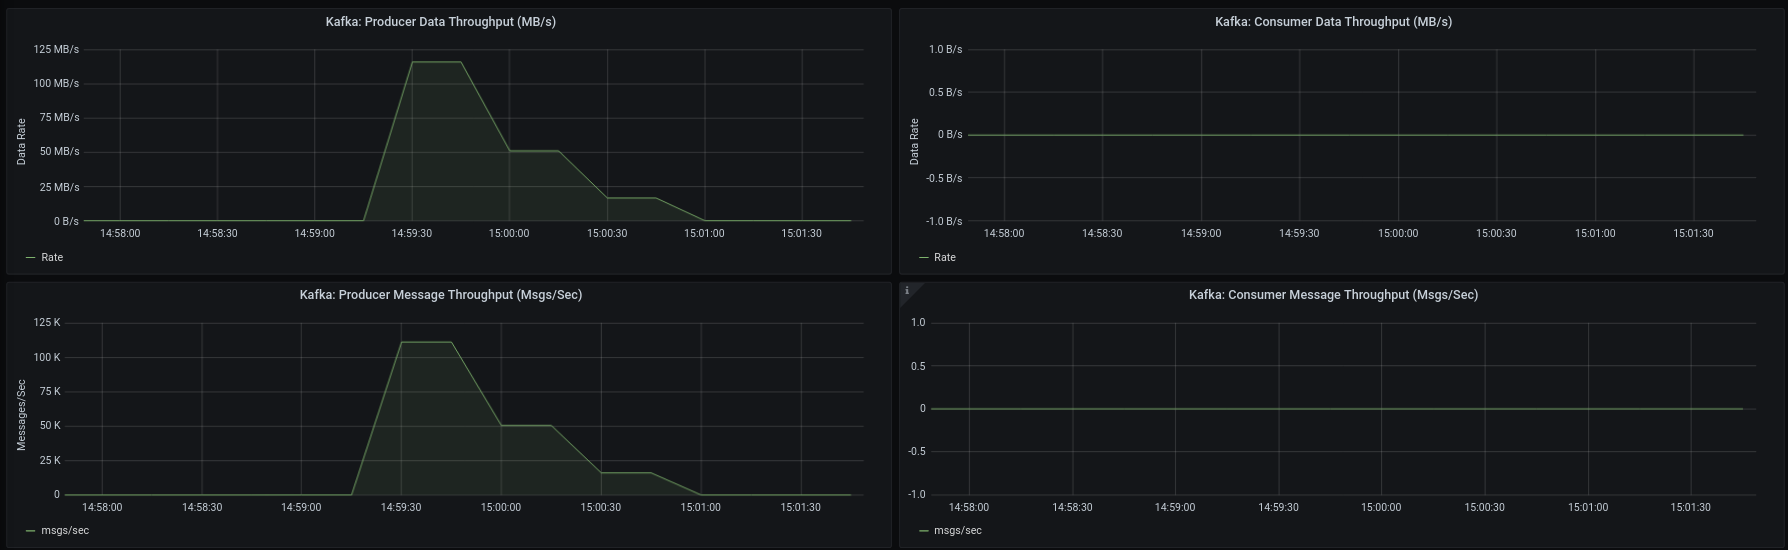 Kafka: Producer Data Throughput (MB/s)
125 MB/s
100 MB/s
75 MB/s
50 MB/s
25 MB/s
0 B/s
Data Rate
14:58:00 14:58:30 14:59:00 14:59:30 15:00:00 15:00:30 15:01:00 15:01:30
Rate
Kafka: Consumer Data Throughput (MB/s)
1.0 B/s
0.5 B/s
0 B/s
-0.5 B/s
-1.0 B/s
Data Rate
14:58:00 14:58:30 14:59:00 14:59:30 15:00:00 15:00:30 15:01:00 15:01:30
Rate
Kafka: Producer Message Throughput (Msgs/Sec)
125 K
100 K
75 K
50 K
25 K
0
Messages/Sec
14:58:00 14:58:30 14:59:00 14:59:30 15:00:00 15:00:30 15:01:00 15:01:30
msgs/sec
i
Kafka: Consumer Message Throughput (Msgs/Sec)
1.0
0.5
0
-0.5
-1.0
14:58:00 14:58:30 14:59:00 14:59:30 15:00:00 15:00:30 15:01:00 15:01:30
msgs/sec